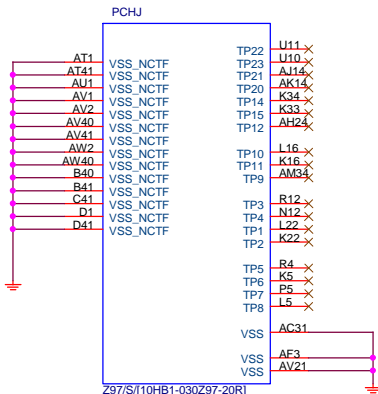 PCHJ
AT1 VSS_NCTF
AT41 VSS_NCTF
AU1 VSS_NCTF
AV1 VSS_NCTF
AV2 VSS_NCTF
AV40 VSS_NCTF
AV41 VSS_NCTF
AW2 VSS_NCTF
AW40 VSS_NCTF
B40 VSS_NCTF
B41 VSS_NCTF
C41 VSS_NCTF
D1 VSS_NCTF
D41 VSS_NCTF
TP22 U11
TP23 U10
TP21 AJ14
TP20 AK14
TP14 K34
TP15 K33
TP12 AH24
TP10 L16
TP11 K16
TP9 AM34
TP3 R12
TP4 N12
TP1 L22
TP2 K22
TP5 R4
TP6 K5
TP7 P5
TP8 L5
VSS AC31
VSS AF3
VSS AV21
Z97/S/[10HB1-030Z97-20R]